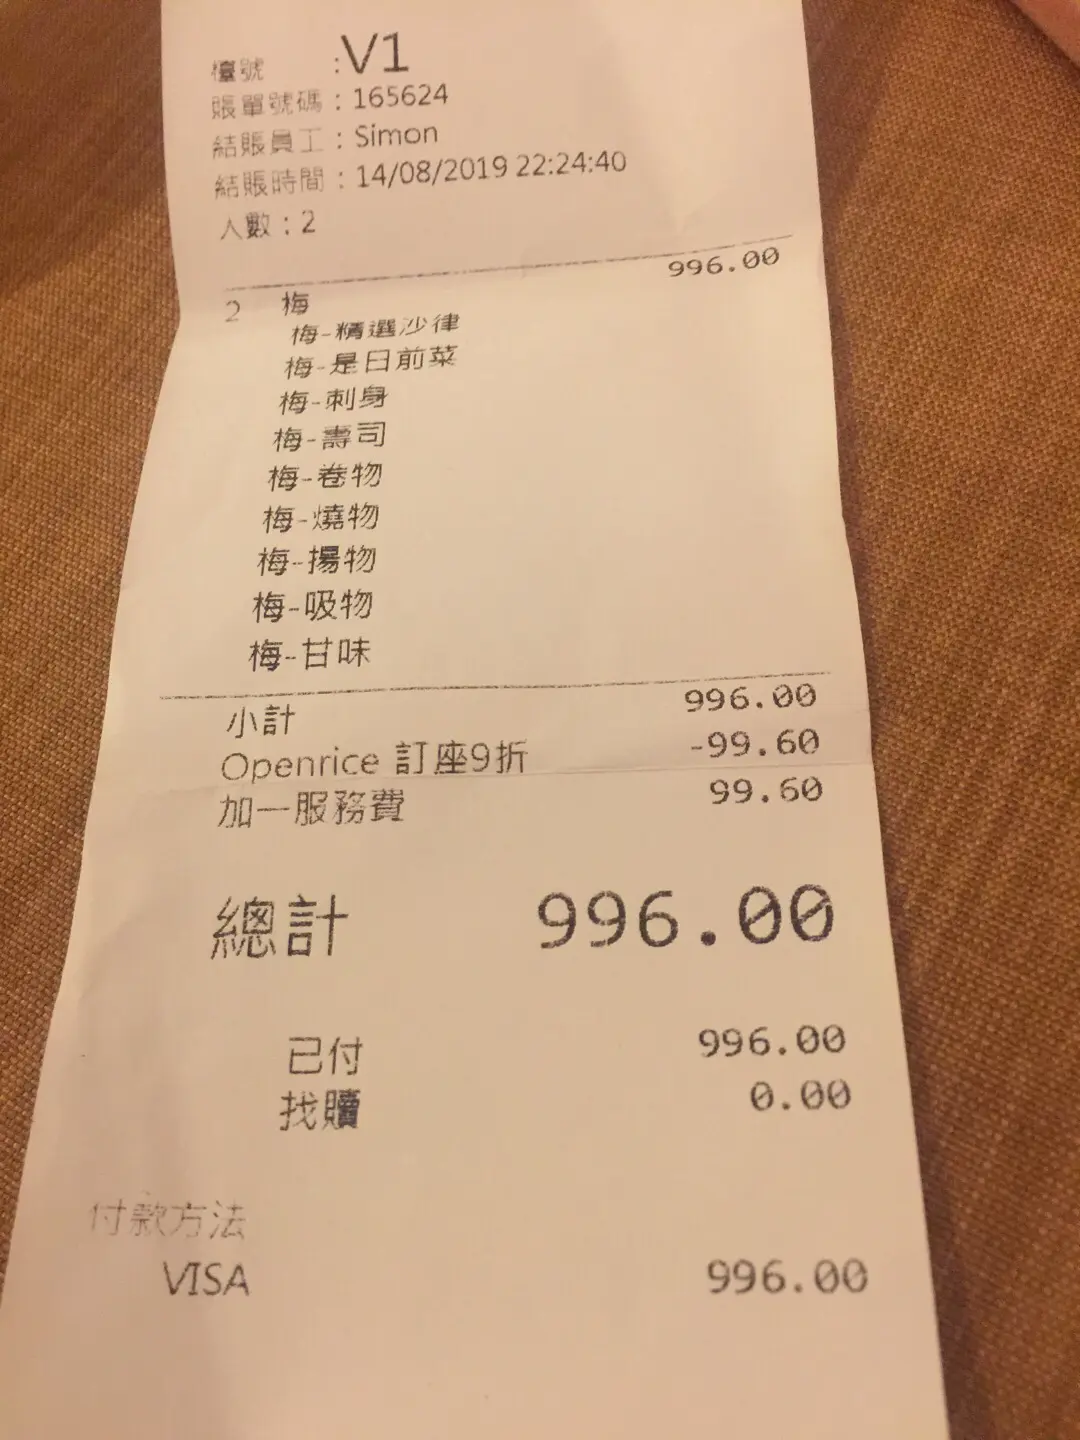 檯號 :V1
賬單號碼 : 165624
結賬員工 : Simon
結賬時間 : 14/08/2019 22:24:40
人數 : 2
2 梅 996.00
梅-精選沙律
梅-是日前菜
梅-刺身
梅-壽司
梅-卷物
梅-燒物
梅-揚物
梅-吸物
梅-甘味
小計 996.00
Openrice 訂座9折 -99.60
加一服務費 99.60
總計 996.00
已付 996.00
找贖 0.00
付款方法
VISA 996.00